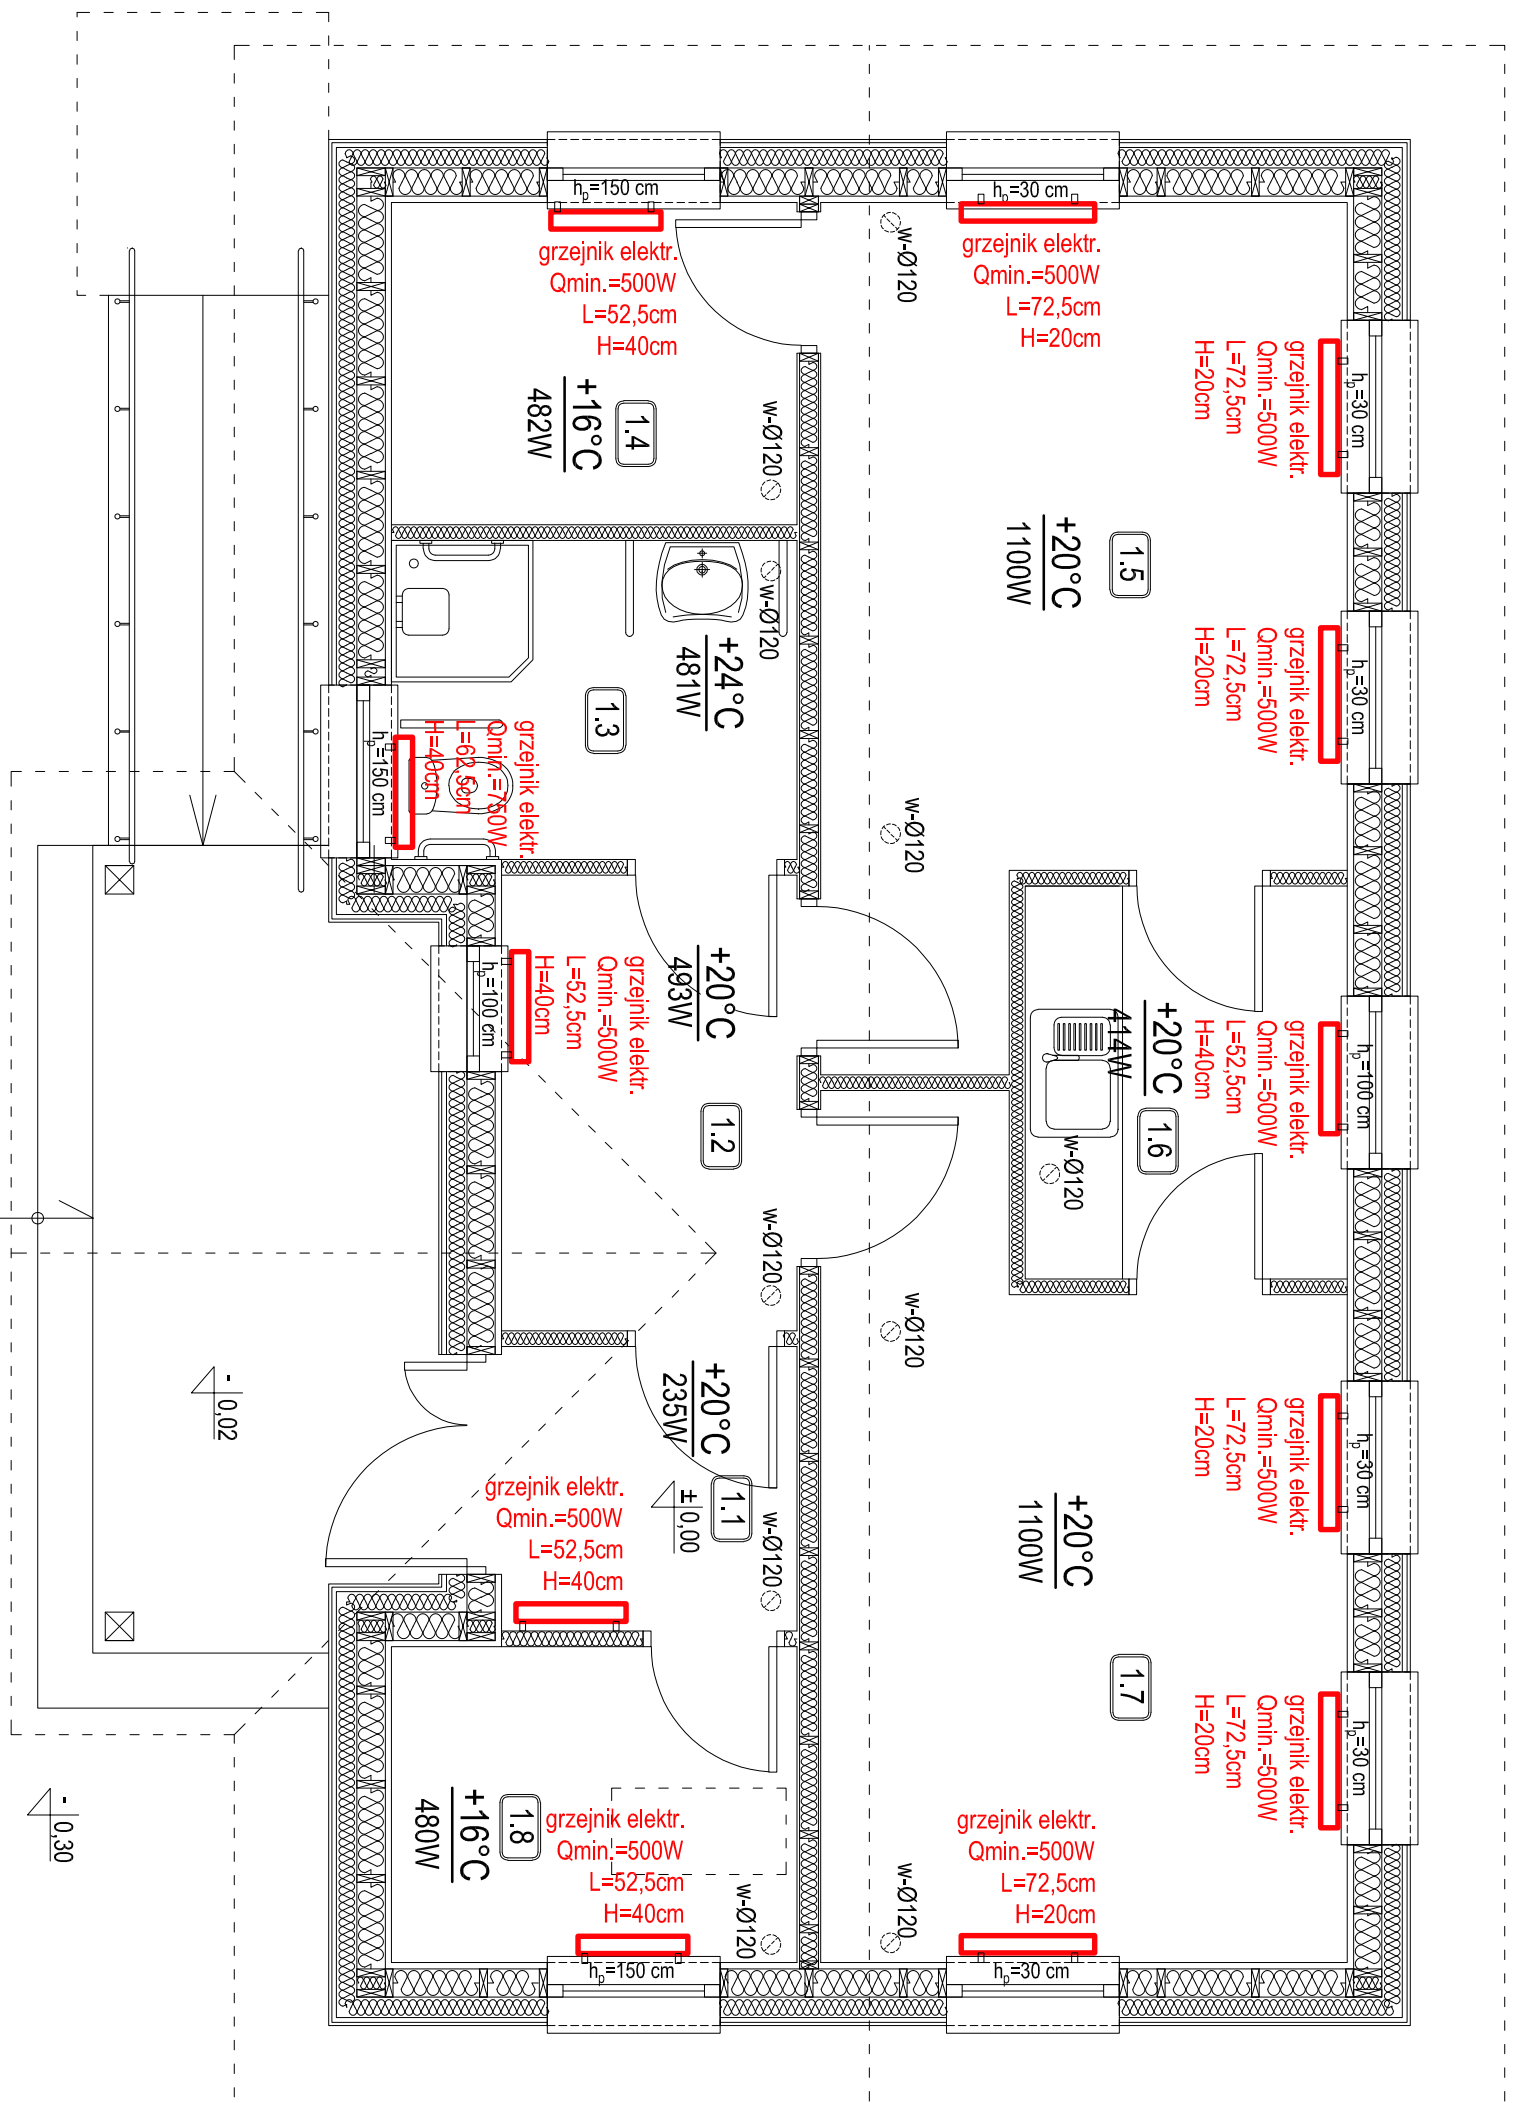 hp=150 cm
grzejnik elektr.
Qmin.=500W
L=52,5cm
H=40cm
hp=30 cm
grzejnik elektr.
Qmin.=500W
L=72,5cm
H=20cm
w-Ø120
hp=30 cm
grzejnik elektr.
Qmin.=500W
L=72,5cm
H=20cm
1.4
+16°C
482W
w-Ø120
1.5
+20°C
1100W
w-Ø120
+24°C
481W
1.3
hp=30 cm
grzejnik elektr.
Qmin.=500W
L=72,5cm
H=20cm
grzejnik elektr.
Qmin.=750W
L=62,5cm
H=40cm
hp=150 cm
w-Ø120
hp=100 cm
grzejnik elektr.
Qmin.=500W
L=52,5cm
H=40cm
+20°C
493W
1.2
hp=100 cm
grzejnik elektr.
Qmin.=500W
L=52,5cm
H=40cm
+20°C
414W
1.6
w-Ø120
w-Ø120
w-Ø120
-
0,02
+20°C
235W
1.1
±0,00
w-Ø120
grzejnik elektr.
Qmin.=500W
L=52,5cm
H=40cm
hp=30 cm
grzejnik elektr.
Qmin.=500W
L=72,5cm
H=20cm
+20°C
1100W
1.7
hp=30 cm
grzejnik elektr.
Qmin.=500W
L=72,5cm
H=20cm
-
0,30
1.8
+16°C
480W
grzejnik elektr.
Qmin.=500W
L=52,5cm
H=40cm
w-Ø120
hp=150 cm
w-Ø120
grzejnik elektr.
Qmin.=500W
L=72,5cm
H=20cm
hp=30 cm